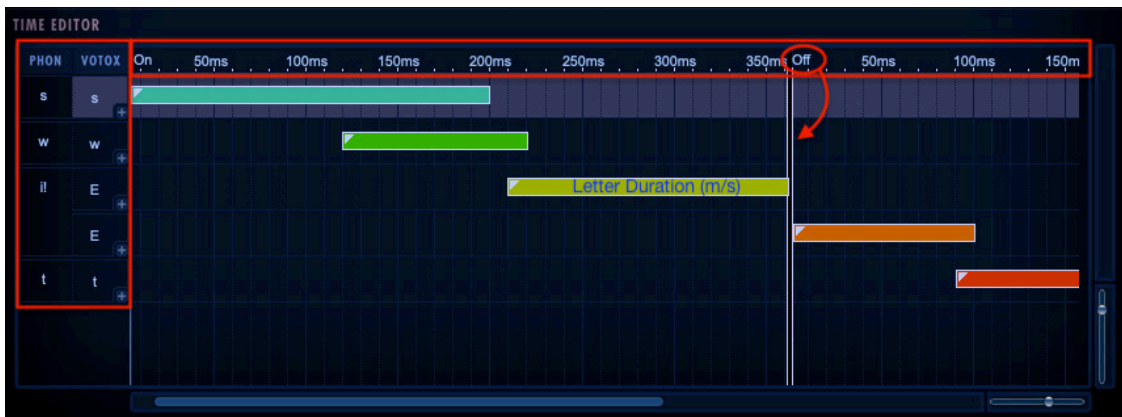 TIME EDITOR
PHON VOTOX On 50ms 100ms 150ms 200ms 250ms 300ms 350ms Off 50ms 100ms 150m
s s
w w
i! E Letter Duration (m/s)
E
t t